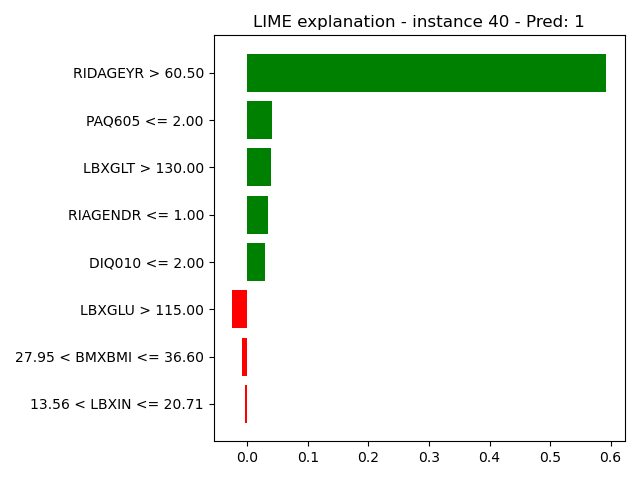 LIME explanation - instance 40 - Pred: 1
RIDAGEYR > 60.50
PAQ605 <= 2.00
LBXGLT > 130.00
RIAGENDR <= 1.00
DIQ010 <= 2.00
LBXGLU > 115.00
27.95 < BMXBMI <= 36.60
13.56 < LBXIN <= 20.71
0.0 0.1 0.2 0.3 0.4 0.5 0.6